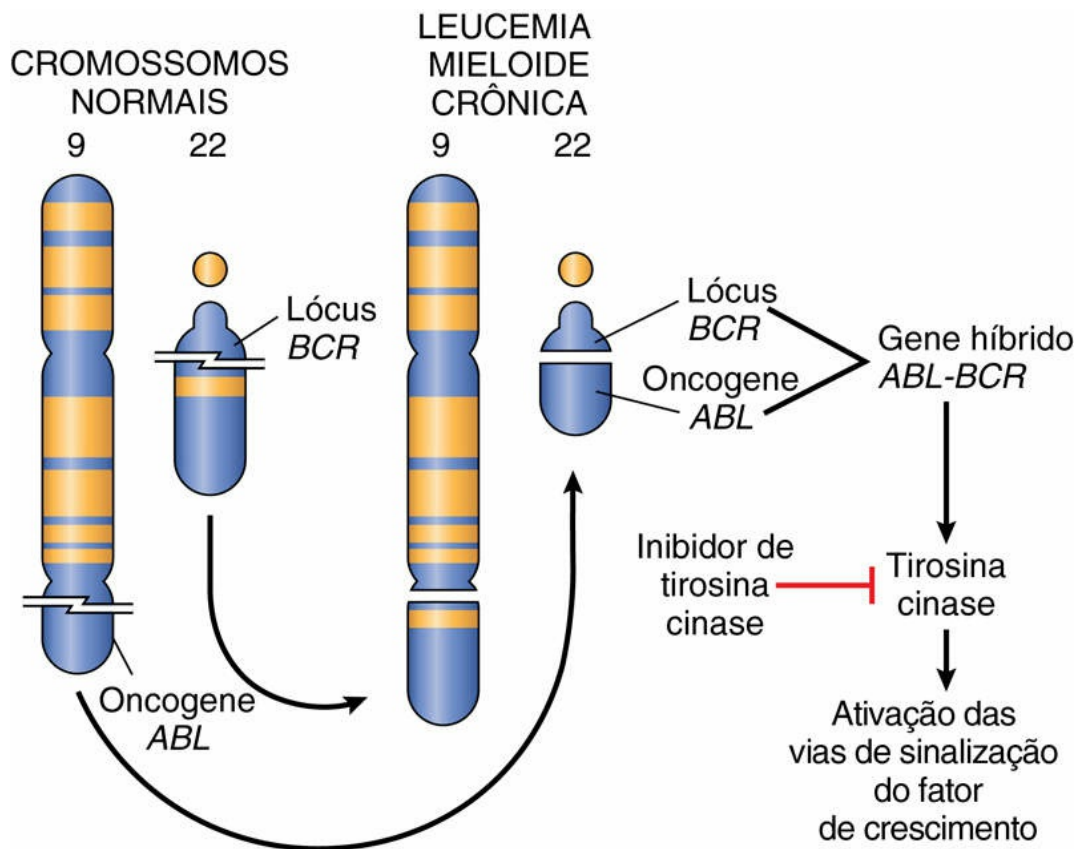 CROMOSSOMOS
NORMAIS
9
22
Lócus
BCR
Oncogene
ABL
LEUCEMIA
MIELOIDE
CRÔNICA
9
22
Lócus
BCR
Oncogene
ABL
Gene híbrido
ABL-BCR
Inibidor de
tirosina
cinase
Tirosina
cinase
Ativação das
vias de sinalização
do fator
de crescimento